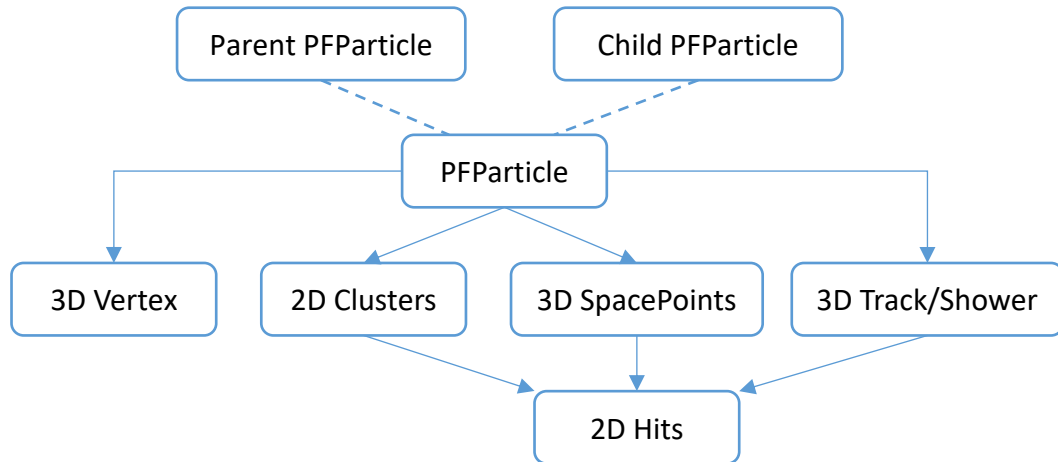 Parent PFParticle
Child PFParticle
PFParticle
3D Vertex
2D Clusters
3D SpacePoints
3D Track/Shower
2D Hits